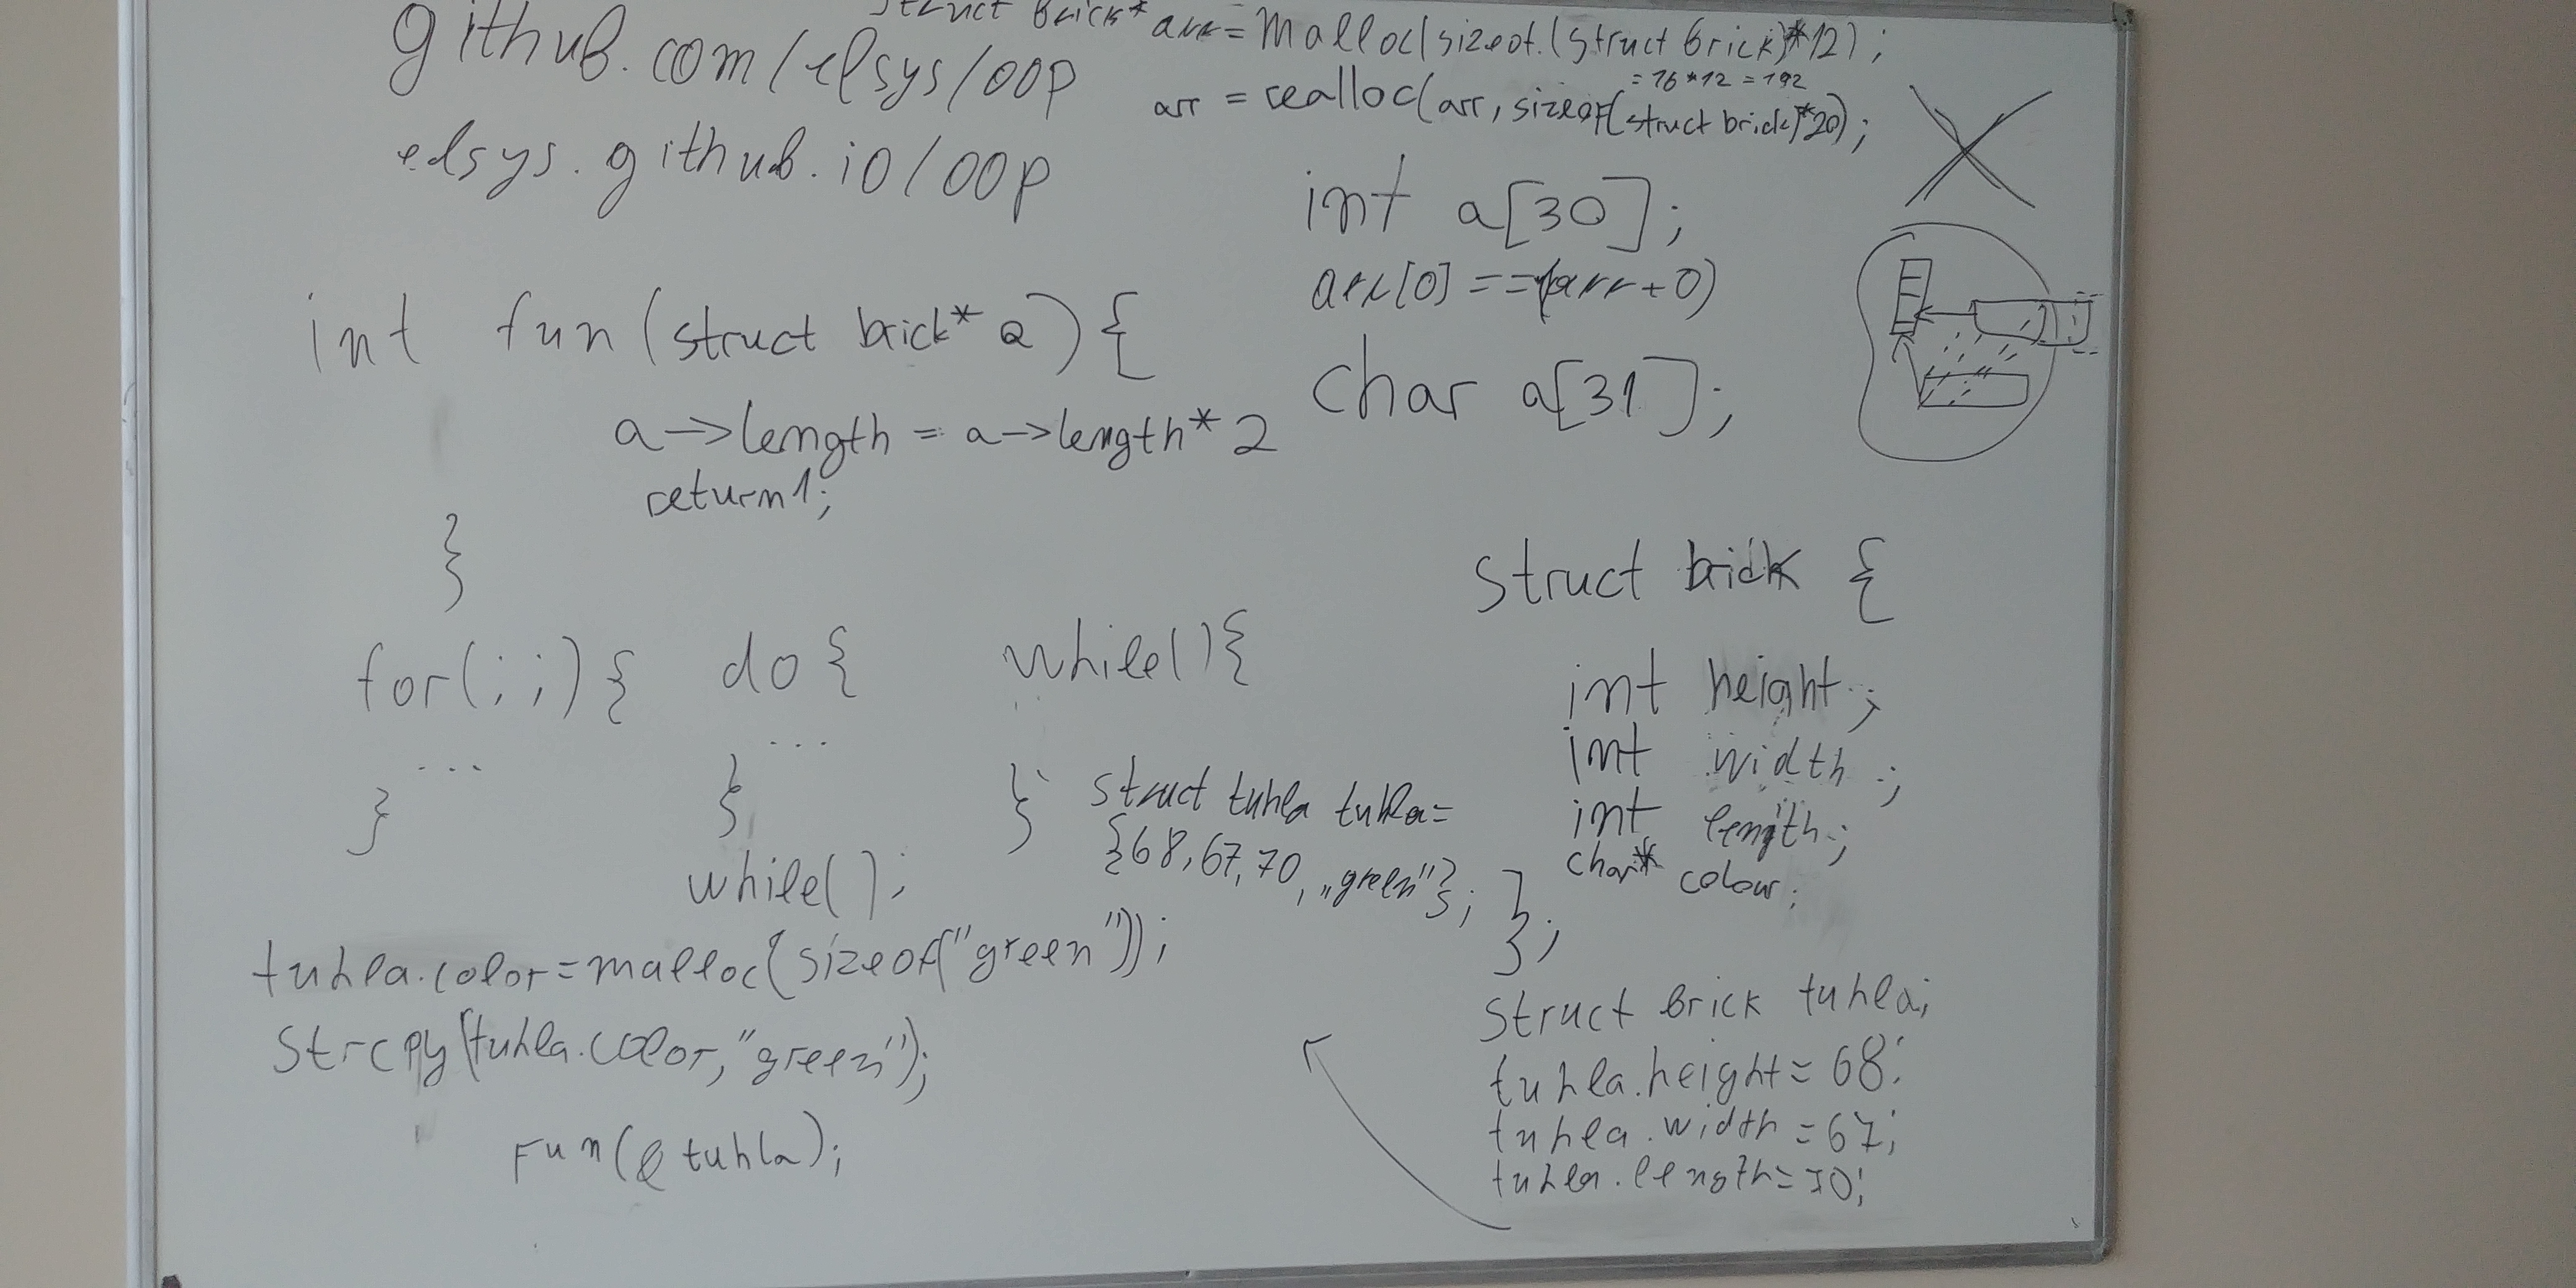 github.com/elsys/oop
elsys.github.io/oop
struct brick* arr=malloc(sizeof.(struct brick)*12);
=16*12=192
arr = realloc(arr, sizeof(struct brick)*20);
int a[30];
arr[0]==*(arr+0)
char a[31];
int fun(struct brick* a){
a->length = a->length*2
return1;
}
for(;;){
...
}
do{
...
}
while();
while(){
}
struct tuhla tuhla=
{68,67,70, „green"};
struct brick {
int height;
int width;
int length;
char* colour;
};
struct brick tuhla;
tuhla.height=68;
tuhla.width=67;
tuhla.length=70;
tuhla.color=malloc(sizeof("green"));
strcpy(tuhla.color,"green");
Fun(&tuhla);